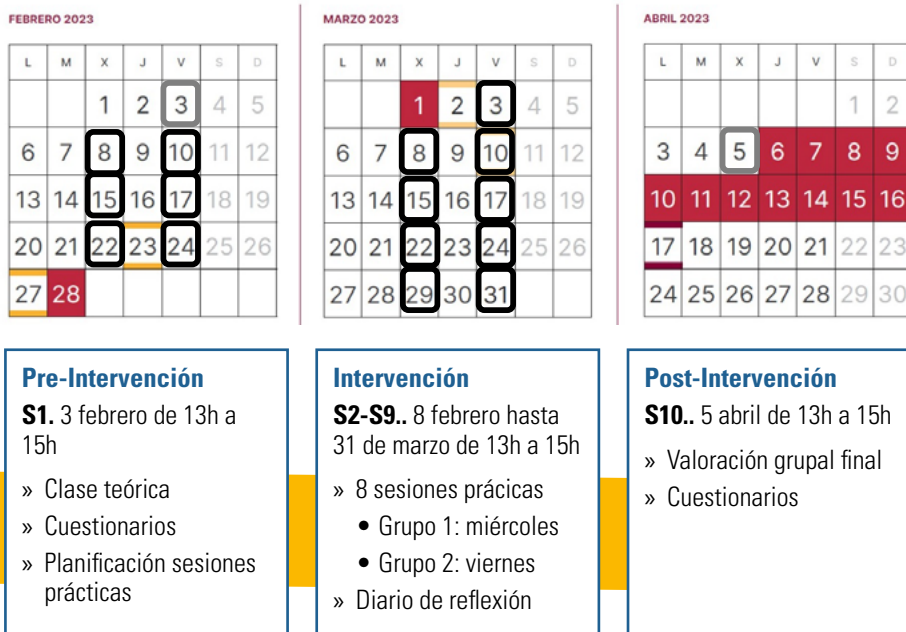 FEBRERO 2023
L M X J V S D
1 2 3 4 5
6 7 8 9 10 11 12
13 14 15 16 17 18 19
20 21 22 23 24 25 26
27 28
MARZO 2023
L M X J V S D
1 2 3 4 5
6 7 8 9 10 11 12
13 14 15 16 17 18 19
20 21 22 23 24 25 26
27 28 29 30 31
ABRIL 2023
L M X J V S D
1 2
3 4 5 6 7 8 9
10 11 12 13 14 15 16
17 18 19 20 21 22 23
24 25 26 27 28 29 30
Pre-Intervención
S1. 3 febrero de 13h a
15h
» Clase teórica
» Cuestionarios
» Planificación sesiones
prácticas
Intervención
S2-S9.. 8 febrero hasta
31 de marzo de 13h a 15h
» 8 sesiones prácicas
• Grupo 1: miércoles
• Grupo 2: viernes
» Diario de reflexión
Post-Intervención
S10.. 5 abril de 13h a 15h
» Valoración grupal final
» Cuestionarios